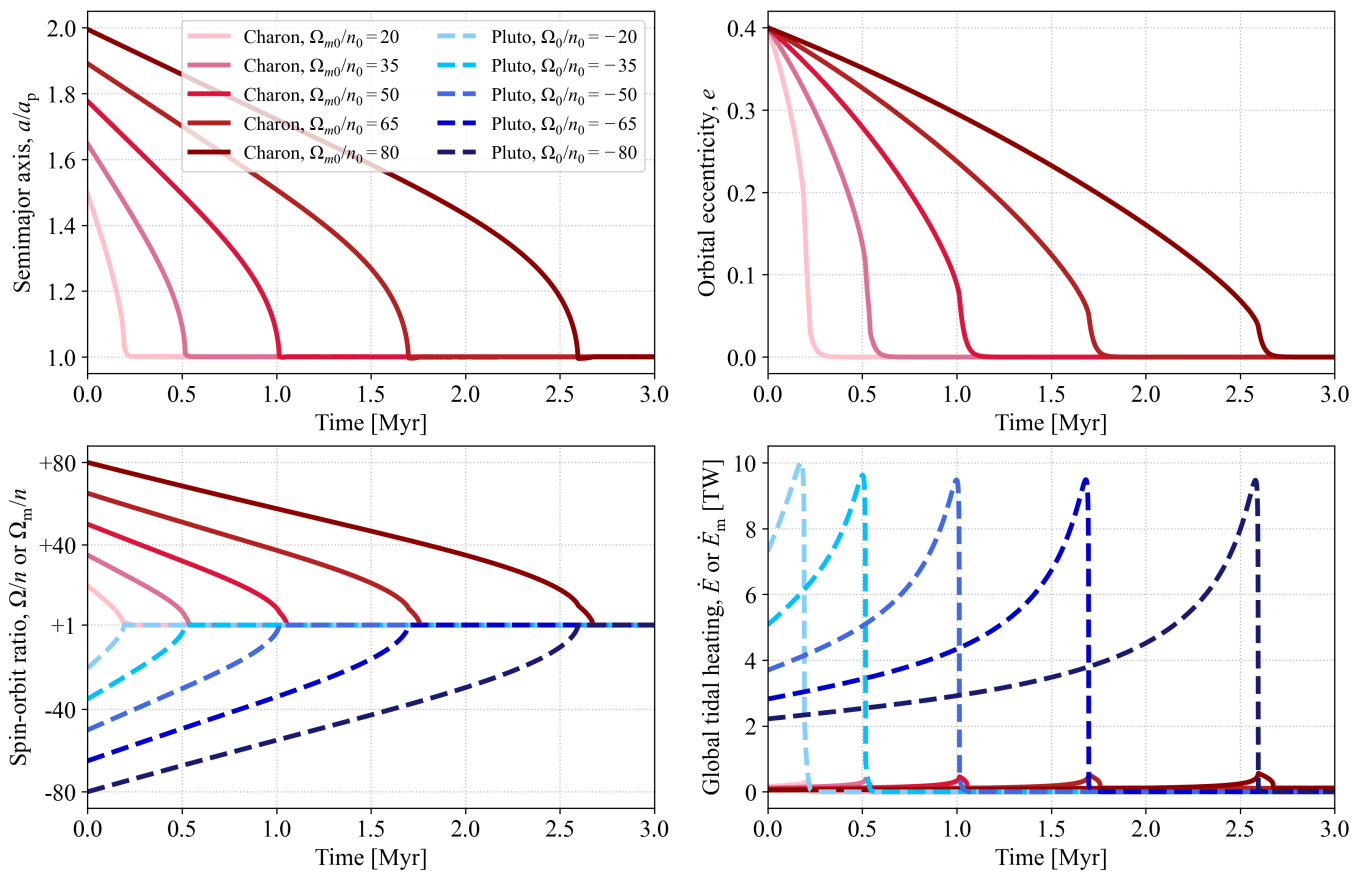 Semimajor axis, a/aₚ
2.0
1.8
1.6
1.4
1.2
1.0
Charon, Ωₘ₀/n₀ = 20
Charon, Ωₘ₀/n₀ = 35
Charon, Ωₘ₀/n₀ = 50
Charon, Ωₘ₀/n₀ = 65
Charon, Ωₘ₀/n₀ = 80
Pluto, Ω₀/n₀ = −20
Pluto, Ω₀/n₀ = −35
Pluto, Ω₀/n₀ = −50
Pluto, Ω₀/n₀ = −65
Pluto, Ω₀/n₀ = −80
0.0 0.5 1.0 1.5 2.0 2.5 3.0
Time [Myr]
Orbital eccentricity, e
0.4
0.3
0.2
0.1
0.0
0.0 0.5 1.0 1.5 2.0 2.5 3.0
Time [Myr]
Spin-orbit ratio, Ω/n or Ωₘ/n
+80
+40
+1
-40
-80
0.0 0.5 1.0 1.5 2.0 2.5 3.0
Time [Myr]
Global tidal heating, Ė or Ėₘ [TW]
10
8
6
4
2
0
0.0 0.5 1.0 1.5 2.0 2.5 3.0
Time [Myr]